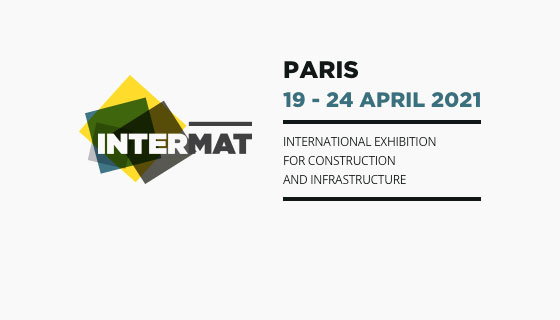 INTERMAT
PARIS
19 - 24 APRIL 2021
INTERNATIONAL EXHIBITION
FOR CONSTRUCTION
AND INFRASTRUCTURE